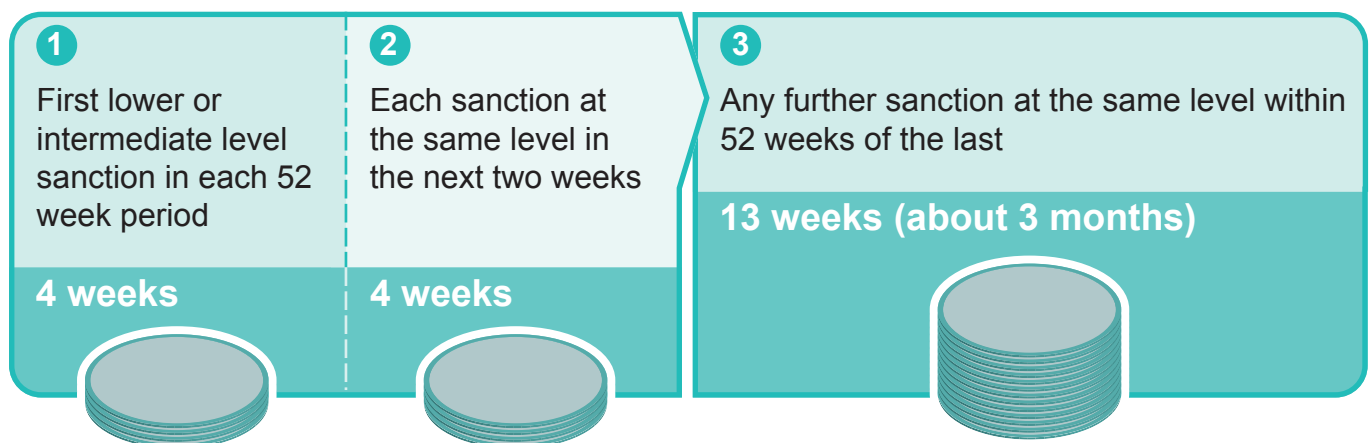 1
First lower or
intermediate level
sanction in each 52
week period
4 weeks
2
Each sanction at
the same level in
the next two weeks
4 weeks
3
Any further sanction at the same level within
52 weeks of the last
13 weeks (about 3 months)